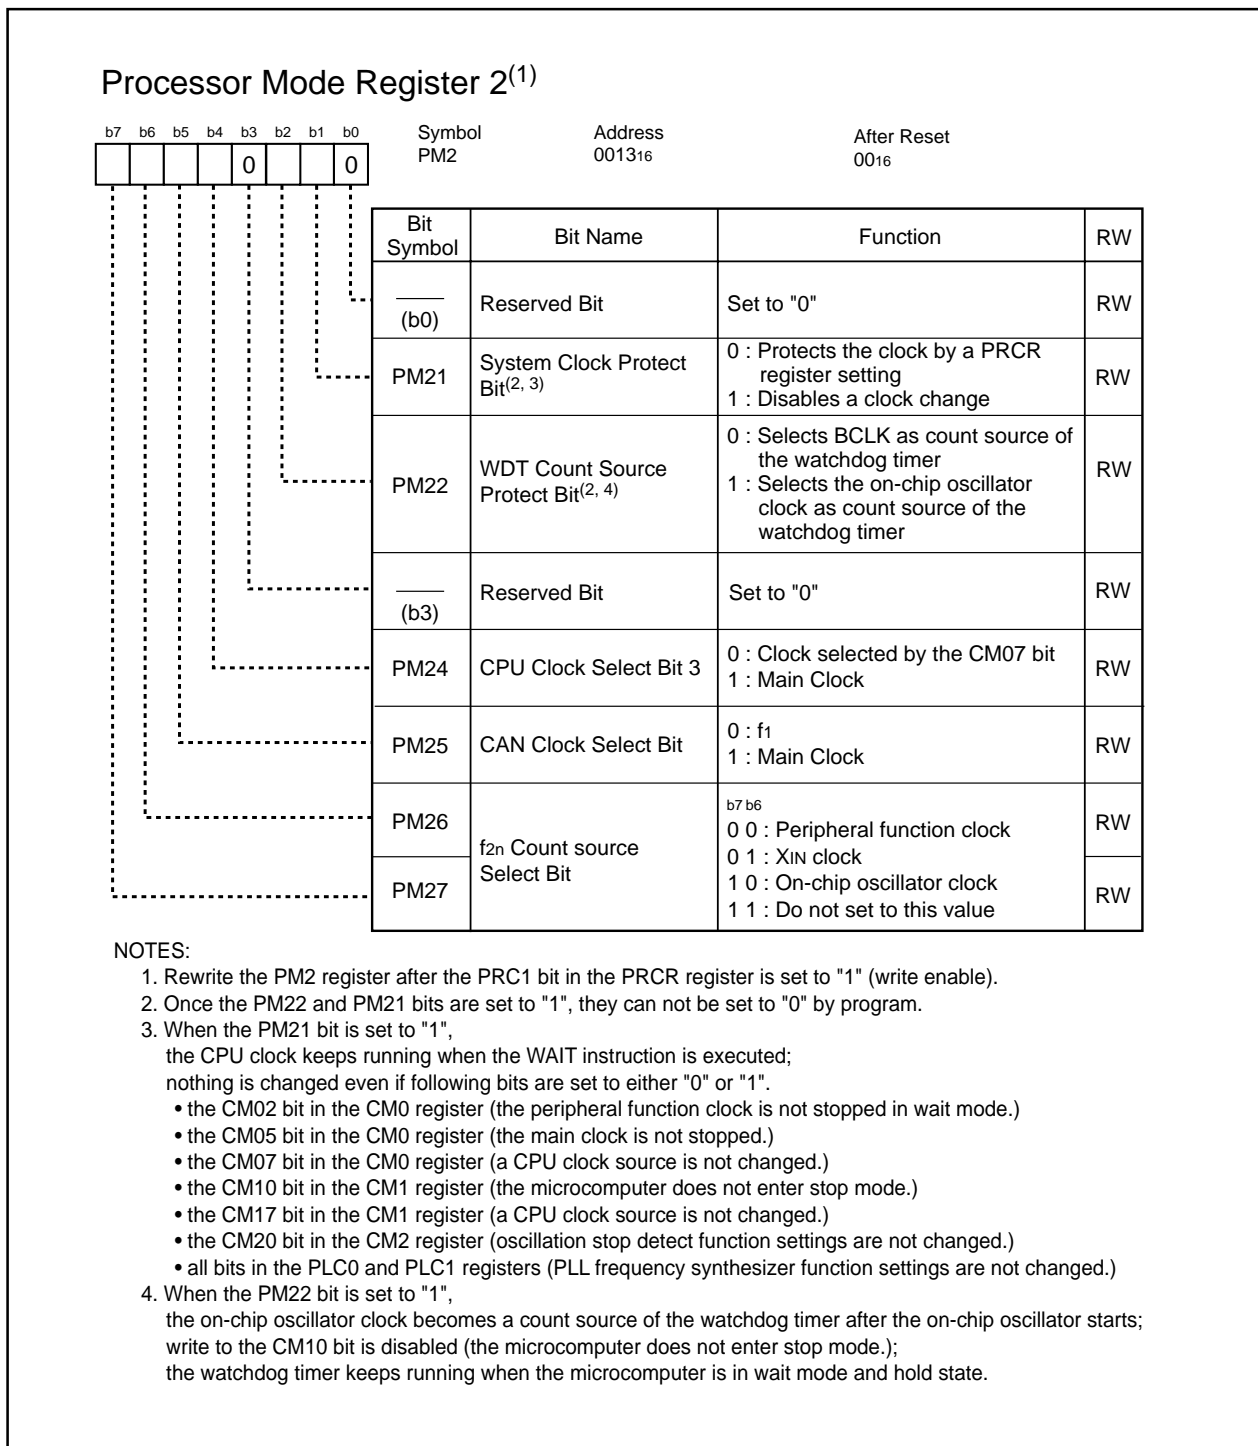 Processor Mode Register 2(1)
b7 b6 b5 b4 b3 b2 b1 b0
0 0
Symbol Address After Reset
PM2 001316 0016
Bit Symbol Bit Name Function RW
(b0) Reserved Bit Set to "0" RW
PM21 System Clock Protect Bit(2, 3) RW
0 : Protects the clock by a PRCR
register setting
1 : Disables a clock change
PM22 WDT Count Source Protect Bit(2, 4) RW
0 : Selects BCLK as count source of
the watchdog timer
1 : Selects the on-chip oscillator
clock as count source of the
watchdog timer
(b3) Reserved Bit Set to "0" RW
PM24 CPU Clock Select Bit 3 RW
0 : Clock selected by the CM07 bit
1 : Main Clock
PM25 CAN Clock Select Bit RW
0 : f1
1 : Main Clock
PM26 RW
PM27 RW
f2n Count source
Select Bit
b7 b6
0 0 : Peripheral function clock
0 1 : XIN clock
1 0 : On-chip oscillator clock
1 1 : Do not set to this value
NOTES:
1. Rewrite the PM2 register after the PRC1 bit in the PRCR register is set to "1" (write enable).
2. Once the PM22 and PM21 bits are set to "1", they can not be set to "0" by program.
3. When the PM21 bit is set to "1",
the CPU clock keeps running when the WAIT instruction is executed;
nothing is changed even if following bits are set to either "0" or "1".
• the CM02 bit in the CM0 register (the peripheral function clock is not stopped in wait mode.)
• the CM05 bit in the CM0 register (the main clock is not stopped.)
• the CM07 bit in the CM0 register (a CPU clock source is not changed.)
• the CM10 bit in the CM1 register (the microcomputer does not enter stop mode.)
• the CM17 bit in the CM1 register (a CPU clock source is not changed.)
• the CM20 bit in the CM2 register (oscillation stop detect function settings are not changed.)
• all bits in the PLC0 and PLC1 registers (PLL frequency synthesizer function settings are not changed.)
4. When the PM22 bit is set to "1",
the on-chip oscillator clock becomes a count source of the watchdog timer after the on-chip oscillator starts;
write to the CM10 bit is disabled (the microcomputer does not enter stop mode.);
the watchdog timer keeps running when the microcomputer is in wait mode and hold state.